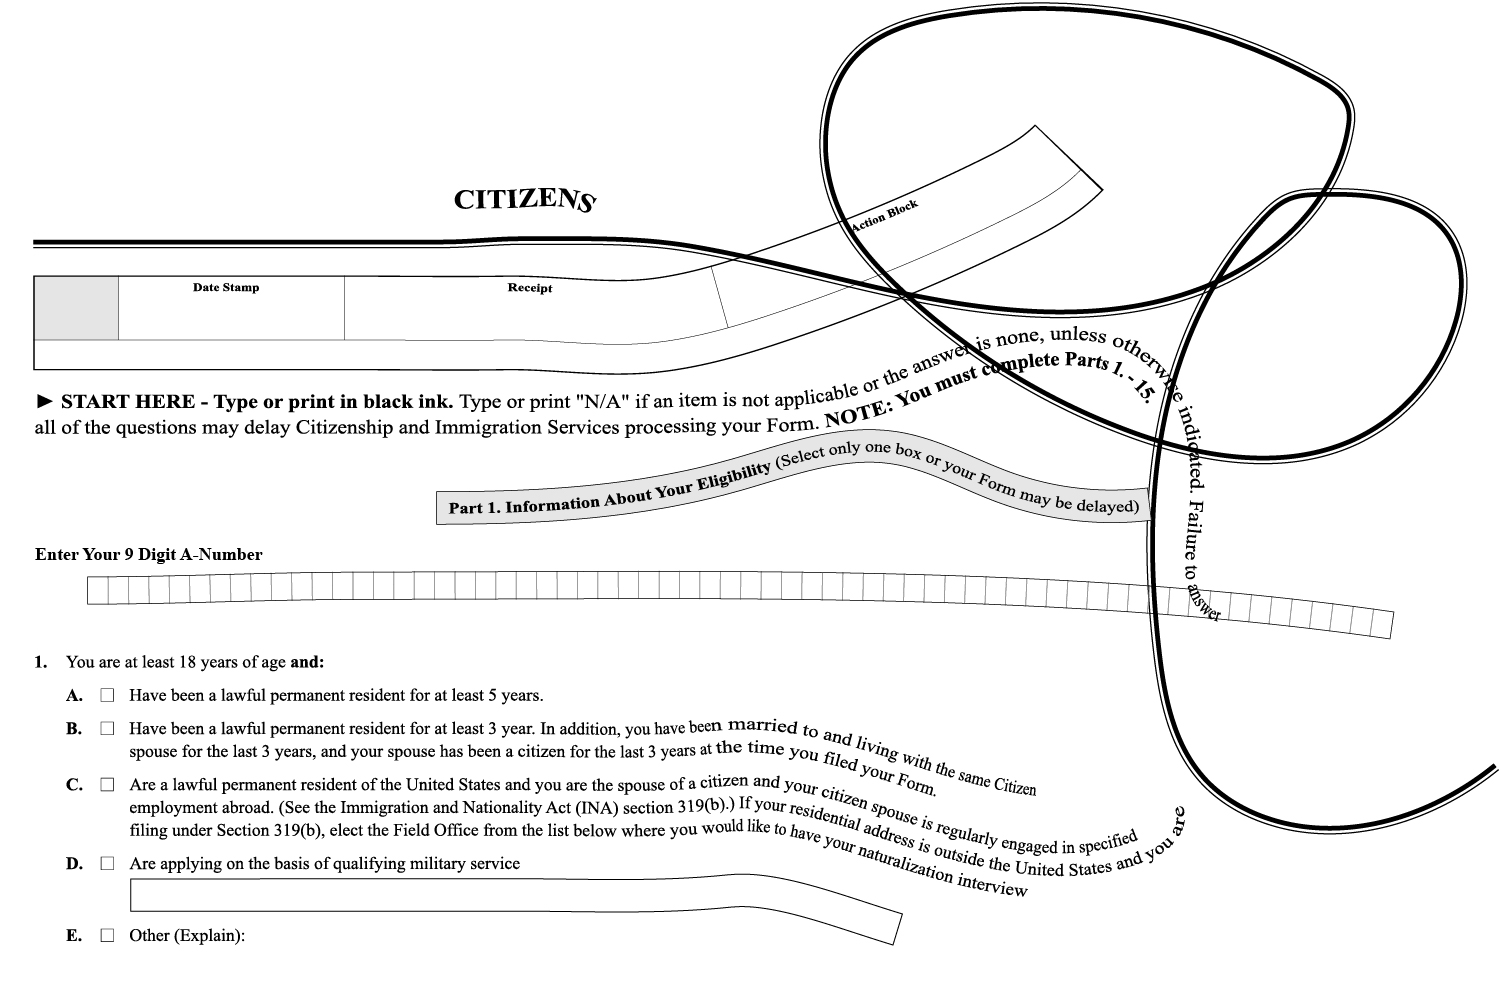 CITIZENS
Date Stamp
Receipt
Action Block
► START HERE - Type or print in black ink. Type or print "N/A" if an item is not applicable or the answer is none, unless otherwise indicated. Failure to answer
all of the questions may delay Citizenship and Immigration Services processing your Form. NOTE: You must complete Parts 1. - 15.
Part 1. Information About Your Eligibility (Select only one box or your Form may be delayed)
Enter Your 9 Digit A-Number
1. You are at least 18 years of age and:
A. Have been a lawful permanent resident for at least 5 years.
B. Have been a lawful permanent resident for at least 3 year. In addition, you have been married to and living with the same Citizen
spouse for the last 3 years, and your spouse has been a citizen for the last 3 years at the time you filed your Form.
C. Are a lawful permanent resident of the United States and you are the spouse of a citizen and your citizen spouse is regularly engaged in specified
employment abroad. (See the Immigration and Nationality Act (INA) section 319(b).) If your residential address is outside the United States and you are
filing under Section 319(b), elect the Field Office from the list below where you would like to have your naturalization interview
D. Are applying on the basis of qualifying military service
E. Other (Explain):